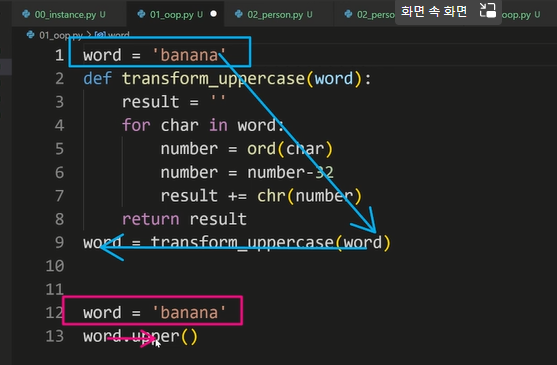 00_instance.py U
01_oop.py U
02_person.py U
02_perso
화면 속 화면
oop.py U
01_oop.py > word
1 word = 'banana'
2 def transform_uppercase(word):
3 result = ''
4 for char in word:
5 number = ord(char)
6 number = number-32
7 result += chr(number)
8 return result
9 word = transform_uppercase(word)
10
11
12 word = 'banana'
13 word.upper()